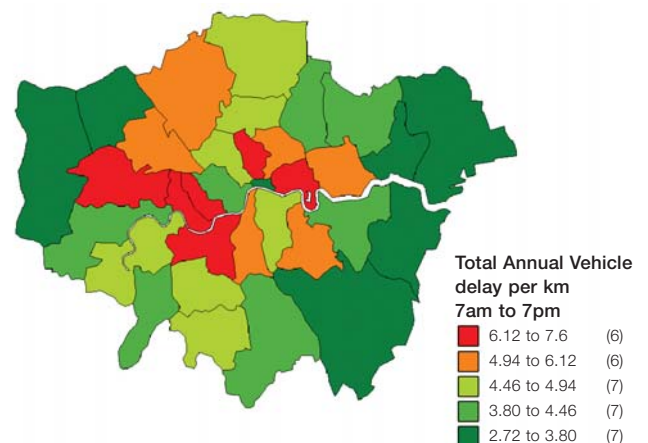 Total Annual Vehicle
delay per km
7am to 7pm
6.12 to 7.6 (6)
4.94 to 6.12 (6)
4.46 to 4.94 (7)
3.80 to 4.46 (7)
2.72 to 3.80 (7)